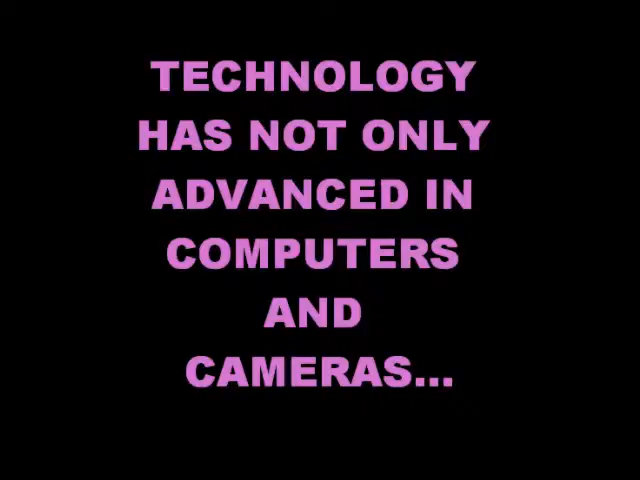 TECHNOLOGY
HAS NOT ONLY
ADVANCED IN
COMPUTERS
AND
CAMERAS...